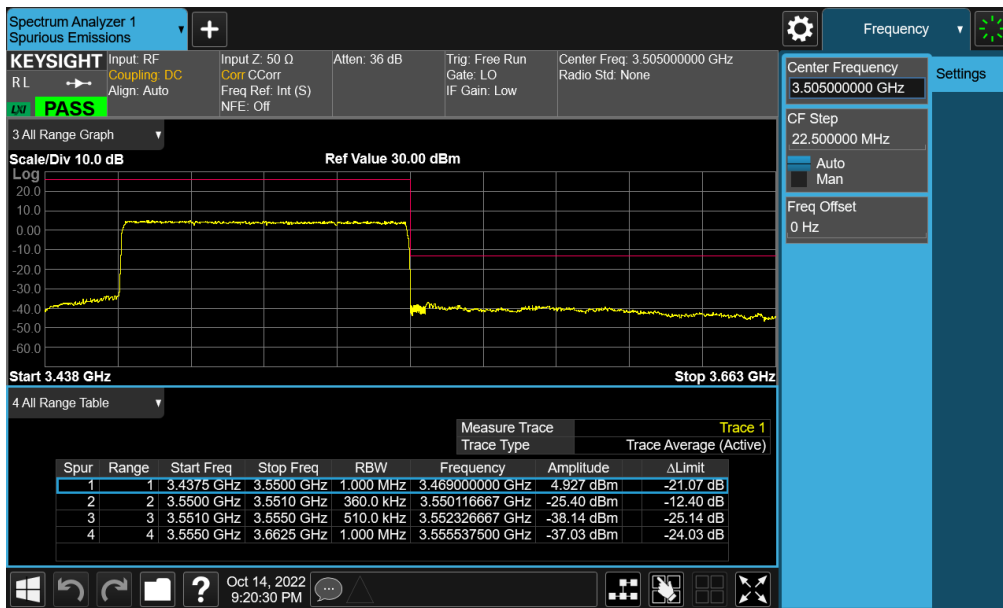 Spectrum Analyzer 1
Spurious Emissions
Frequency
KEYSIGHT
R L
LXI
PASS
Input: RF
Coupling: DC
Align: Auto
Input Z: 50 Ω
Corr CCorr
Freq Ref: Int (S)
NFE: Off
Atten: 36 dB
Trig: Free Run
Gate: LO
IF Gain: Low
Center Freq: 3.505000000 GHz
Radio Std: None
Center Frequency
3.505000000 GHz
Settings
CF Step
22.500000 MHz
Auto
Man
Freq Offset
0 Hz
3 All Range Graph
Scale/Div 10.0 dB
Ref Value 30.00 dBm
Log
20.0
10.0
0.00
-10.0
-20.0
-30.0
-40.0
-50.0
-60.0
Start 3.438 GHz
Stop 3.663 GHz
4 All Range Table
Measure Trace Trace 1
Trace Type Trace Average (Active)
Spur Range Start Freq Stop Freq RBW Frequency Amplitude ΔLimit
1 1 3.4375 GHz 3.5500 GHz 1.000 MHz 3.469000000 GHz 4.927 dBm -21.07 dB
2 2 3.5500 GHz 3.5510 GHz 360.0 kHz 3.550116667 GHz -25.40 dBm -12.40 dB
3 3 3.5510 GHz 3.5550 GHz 510.0 kHz 3.552326667 GHz -38.14 dBm -25.14 dB
4 4 3.5550 GHz 3.6625 GHz 1.000 MHz 3.555537500 GHz -37.03 dBm -24.03 dB
?
Oct 14, 2022
9:20:30 PM